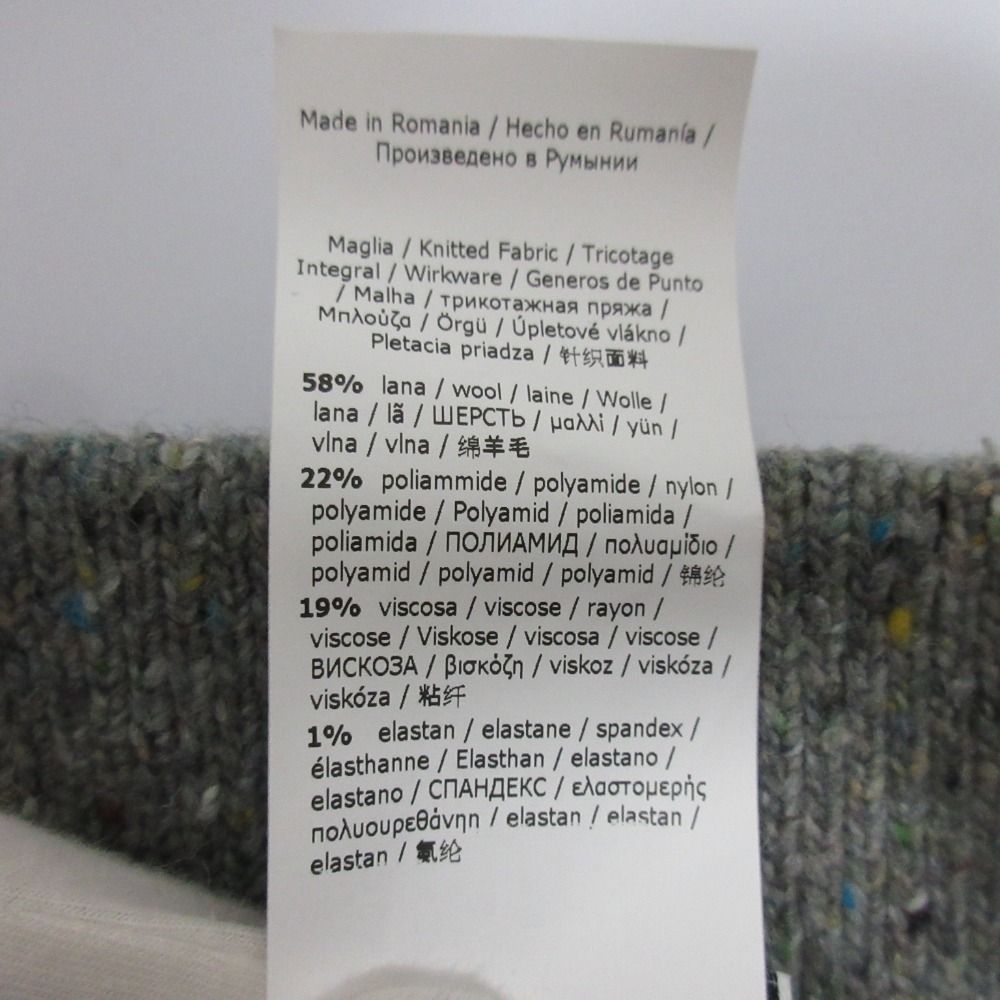 Made in Romania / Hecho en Rumanía /
Произведено в Румынии
Maglia / Knitted Fabric / Tricotage
Integral / Wirkware / Generos de Punto
/ Malha / трикотажная пряжа /
Μπλούζα / Örgü / Úpletové vlákno /
Pletacia priadza / 针织面料
58% lana / wool / laine / Wolle /
lana / lã / ШЕРСТЬ / μαλλί / yün /
vlna / vlna / 绵羊毛
22% poliammide / polyamide / nylon /
polyamide / Polyamid / poliamida /
poliamida / ПОЛИАМИД / πολυαμίδιο /
polyamid / polyamid / polyamid / 锦纶
19% viscosa / viscose / rayon /
viscose / Viskose / viscosa / viscose /
ВИСКОЗА / βισκόζη / viskoz / viskóza /
viskóza / 粘纤
1% elastan / elastane / spandex /
élasthanne / Elasthan / elastano /
elastano / СПАНДЕКС / ελαστομερής
πολυουρεθάνηη / elastan / elastan /
elastan / 氨纶